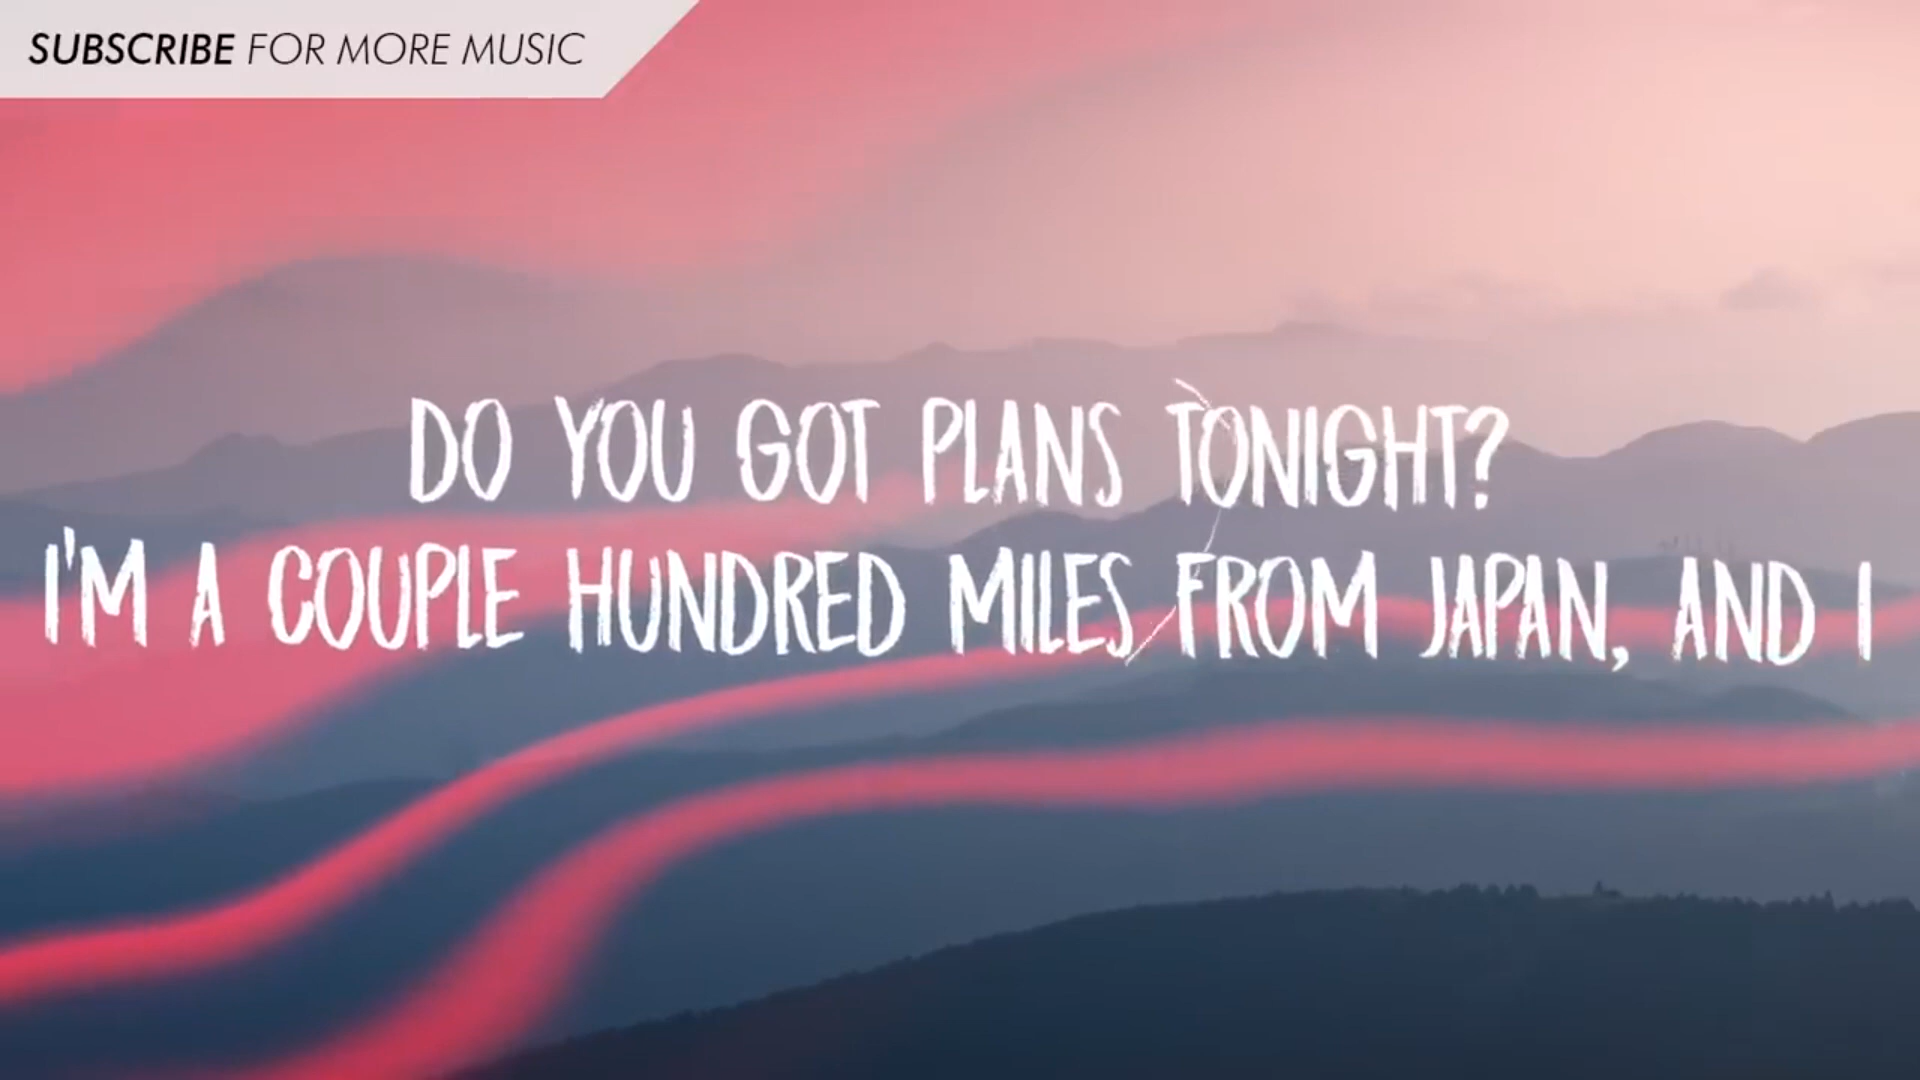 SUBSCRIBE FOR MORE MUSIC
DO YOU GOT PLANS TONIGHT?
I'M A COUPLE HUNDRED MILES FROM JAPAN, AND I